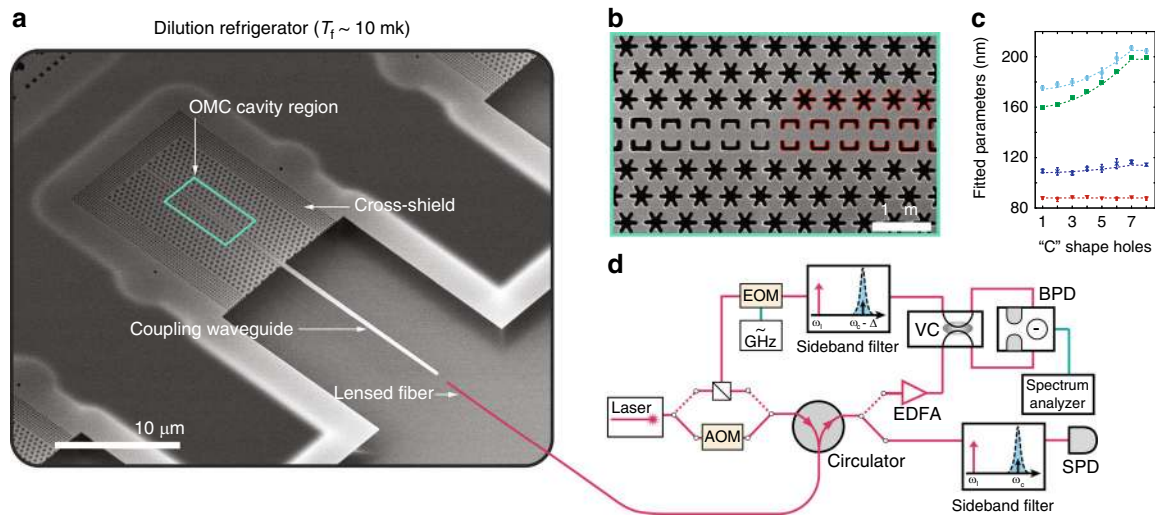 a
Dilution refrigerator (Tf ~ 10 mk)
OMC cavity region
Cross-shield
Coupling waveguide
Lensed fiber
10 μm
b
1 m
c
Fitted parameters (nm)
200
160
120
80
1 3 5 7
"C" shape holes
d
EOM
~
GHz
ωl ωc - Δ
Sideband filter
VC
BPD
-
Spectrum
analyzer
Laser
AOM
Circulator
EDFA
ωl ωc
Sideband filter
SPD